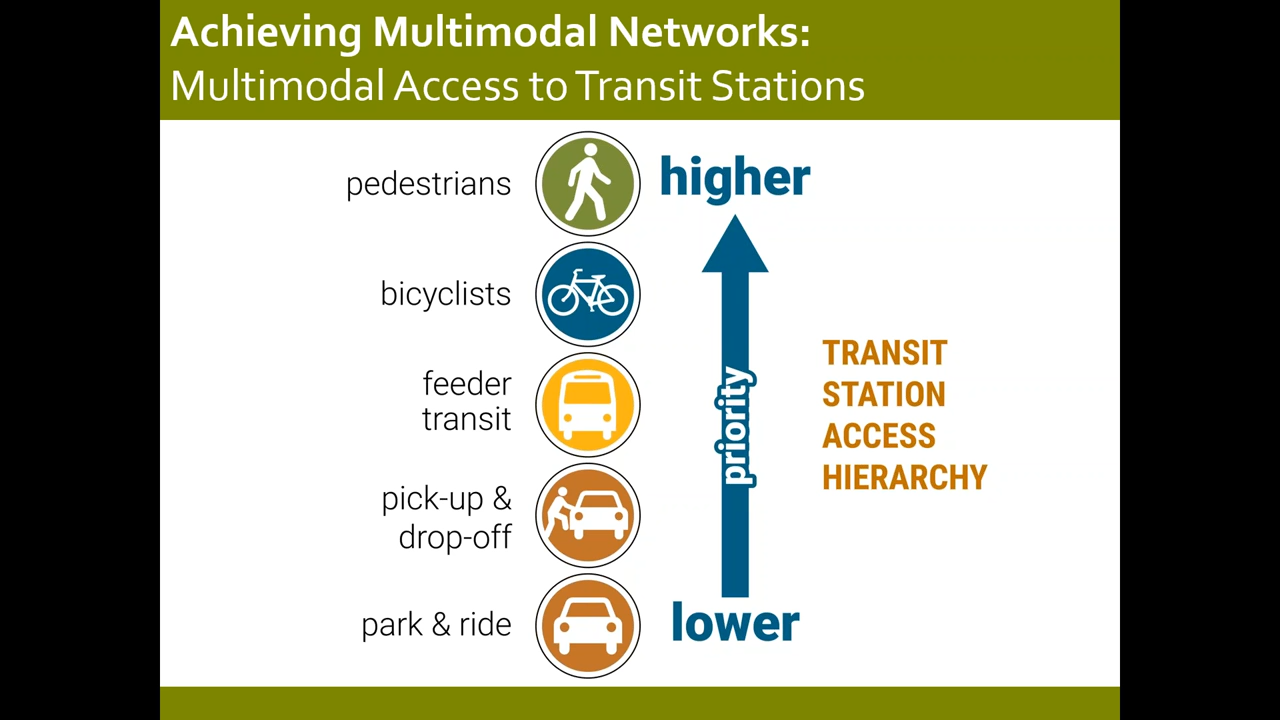 Achieving Multimodal Networks:
Multimodal Access to Transit Stations
pedestrians
higher
bicyclists
feeder
transit
pick-up &
drop-off
park & ride
priority
lower
TRANSIT
STATION
ACCESS
HIERARCHY